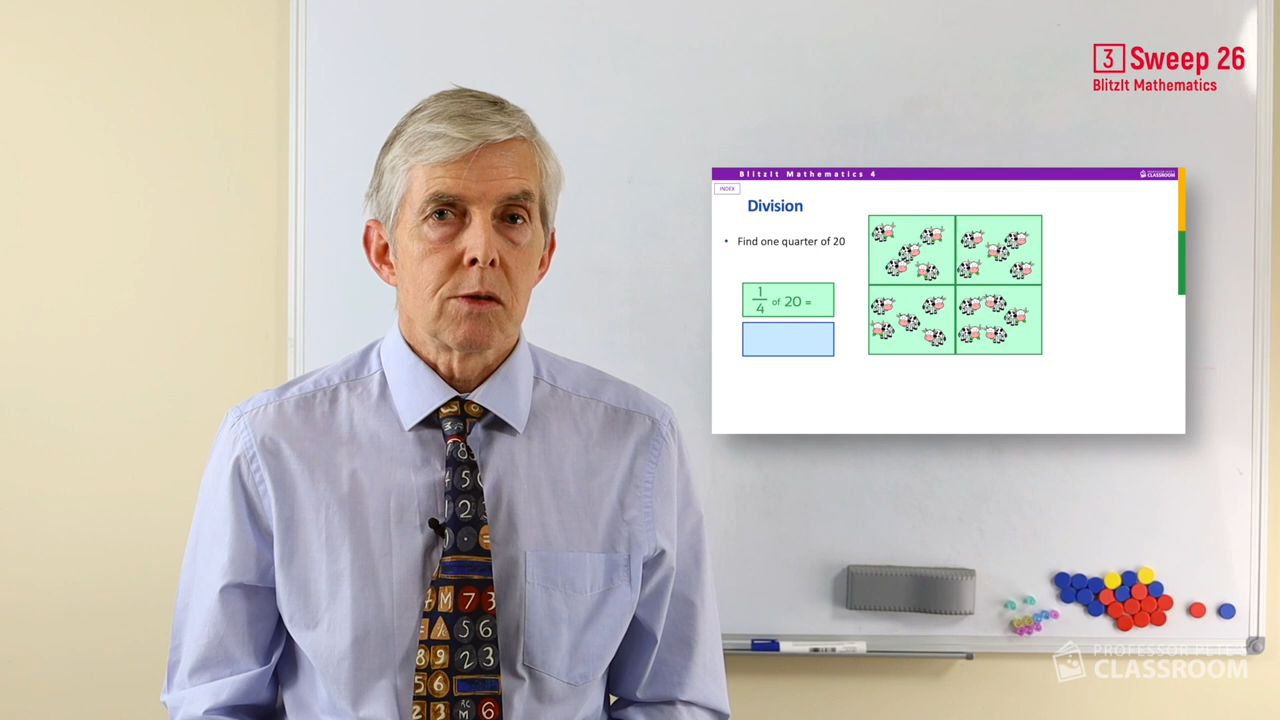 3 Sweep 26
BlitzIt Mathematics
BlitzIt Mathematics 4
CLASSROOM
INDEX
Division
• Find one quarter of 20
1/4 of 20 =
PROFESSOR PETE'S
CLASSROOM